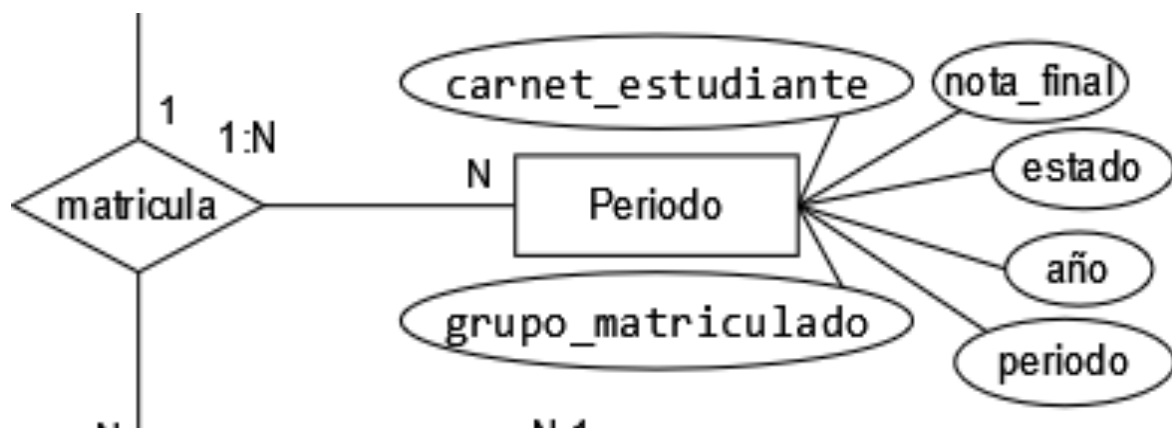 carnet_estudiante
nota_final
1
1:N
estado
N
matricula
Periodo
año
grupo_matriculado
periodo